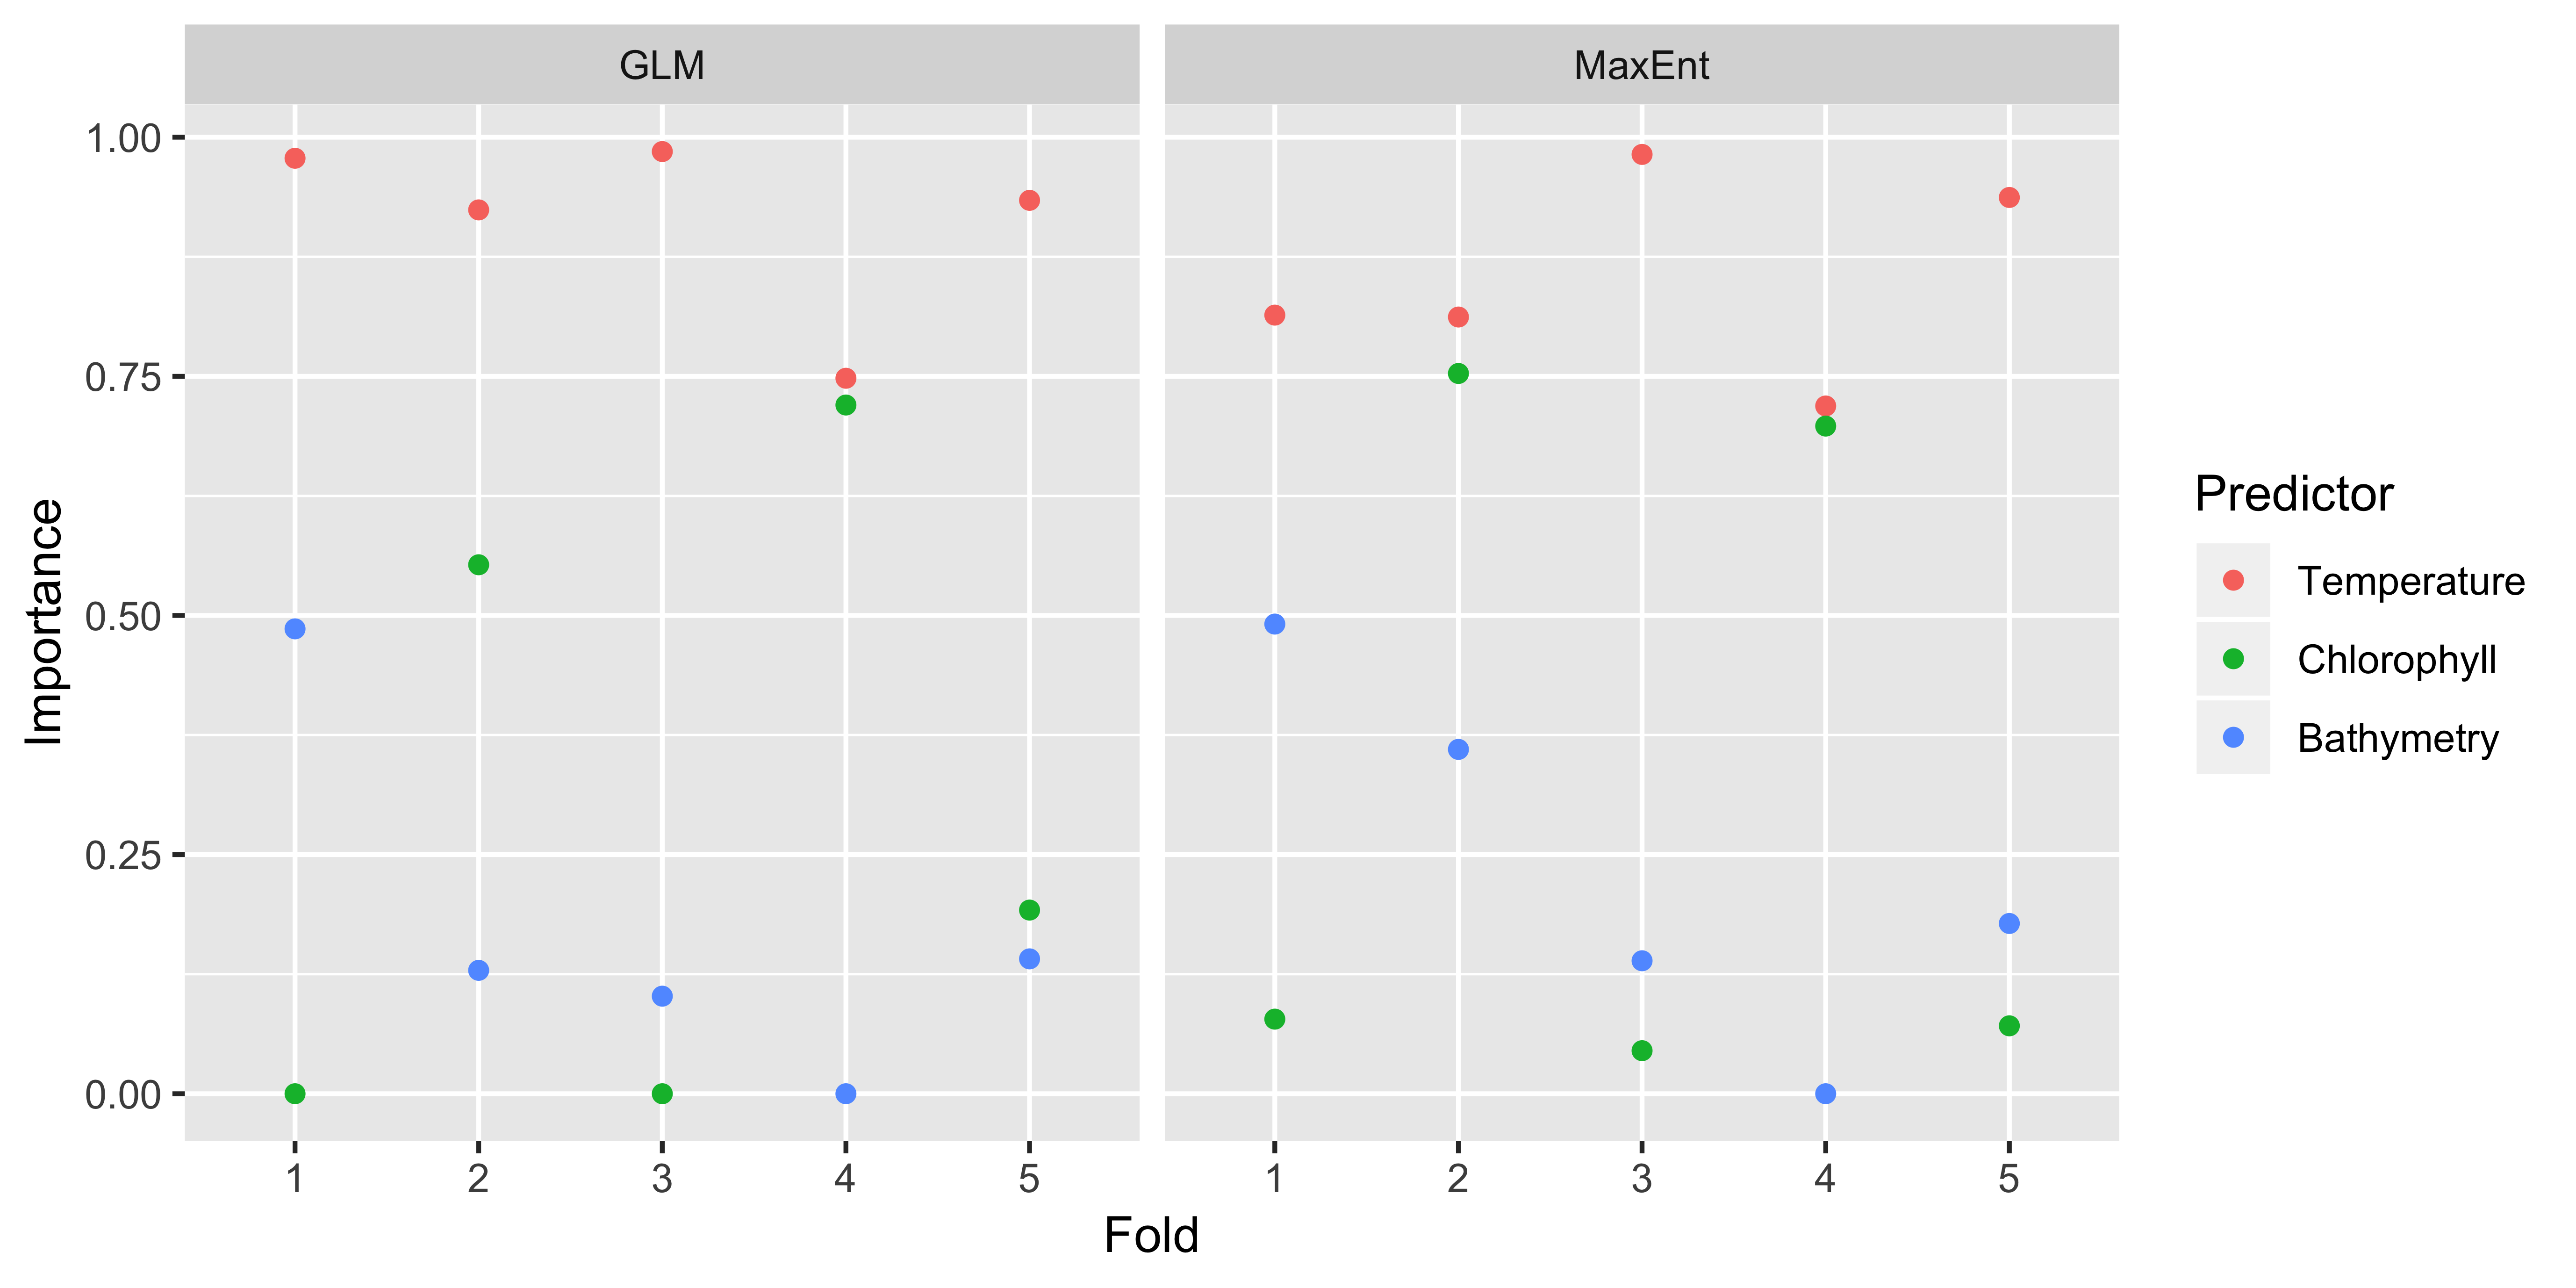 GLM
MaxEnt
1.00
0.75
0.50
0.25
0.00
Importance
1 2 3 4 5
1 2 3 4 5
Fold
Predictor
Temperature
Chlorophyll
Bathymetry